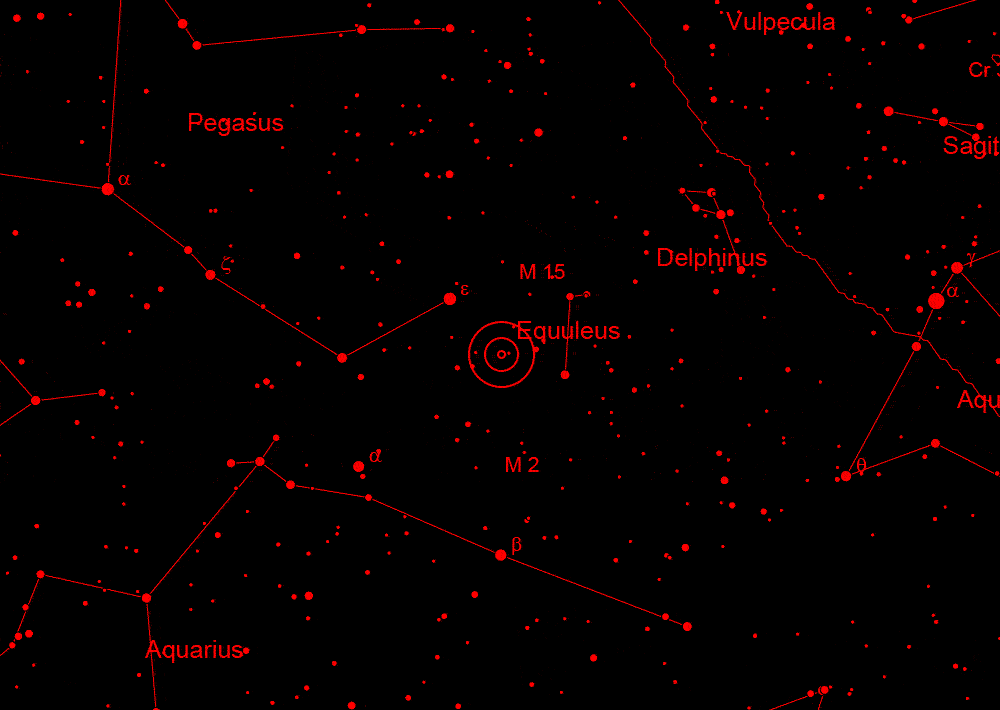 Vulpecula
Cr
Pegasus
Sagit
α
Delphinus
γ
ζ
M 15
ε
α
Equuleus
Aqu
α
M 2
θ
β
Aquarius
α